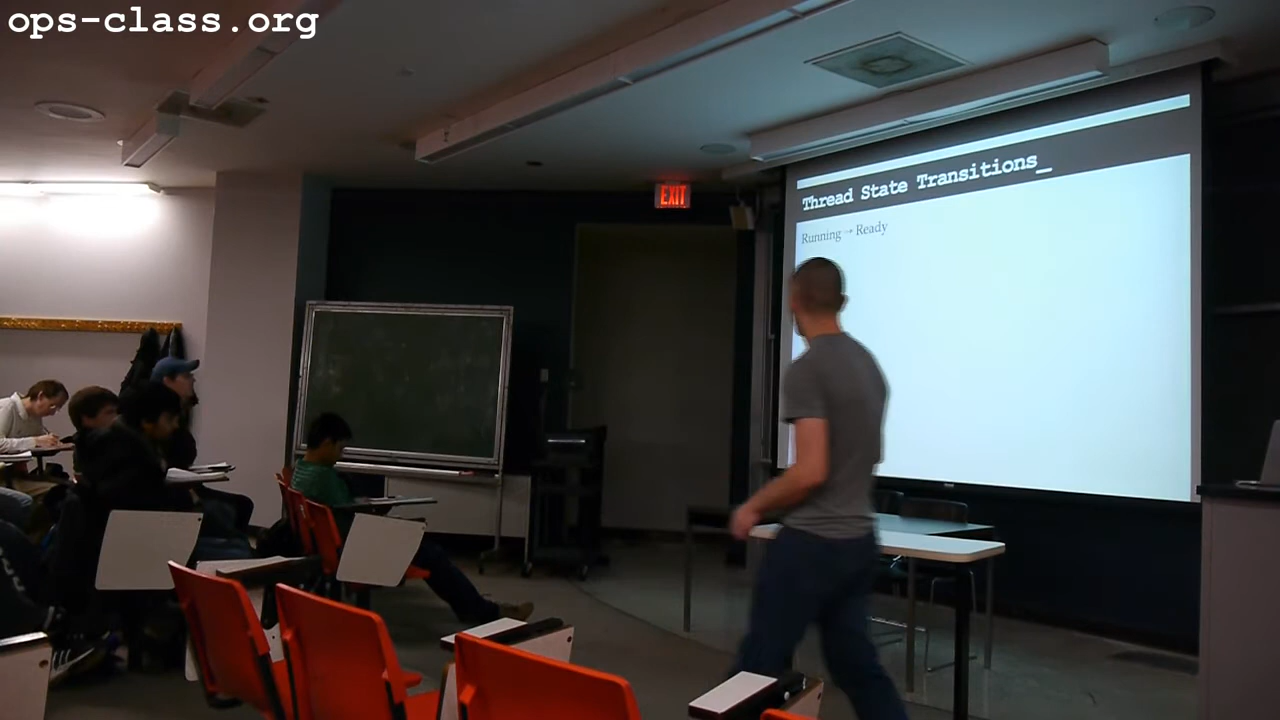 ops-class.org
EXIT
Thread State Transitions_
Running → Ready